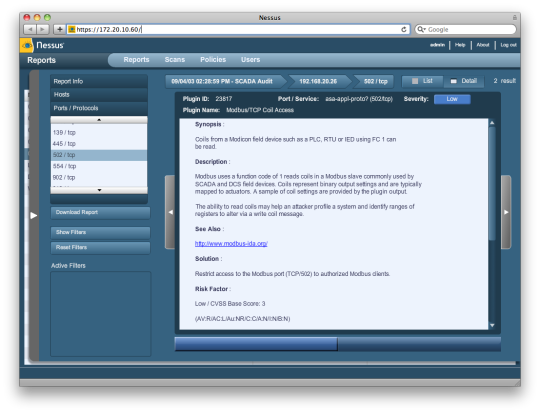 Nessus
https://172.20.10.60/
Google
Nessus
admin | Help | About | Log out
Reports
Reports Scans Policies Users
Report Info
Hosts
Ports / Protocols
139 / tcp
445 / tcp
502 / tcp
554 / tcp
902 / tcp
Download Report
Show Filters
Reset Filters
Active Filters
09/04/03 02:28:59 PM - SCADA Audit
192.168.20.26
502 / tcp
List
Detail
2 result
Plugin ID: 23817 Port / Service: asa-appl-proto? (502/tcp) Severity: Low
Plugin Name: Modbus/TCP Coil Access
Synopsis :
Coils from a Modicon field device such as a PLC, RTU or IED using FC 1 can
be read.
Description :
Modbus uses a function code of 1 reads coils in a Modbus slave commonly used by
SCADA and DCS field devices. Coils represent binary output settings and are typically
mapped to actuators. A sample of coil settings are provided by the plugin output.
The ability to read coils may help an attacker profile a system and identify ranges of
registers to alter via a write coil message.
See Also :
http://www.modbus-ida.org/
Solution :
Restrict access to the Modbus port (TCP/502) to authorized Modbus clients.
Risk Factor :
Low / CVSS Base Score: 3
(AV:R/AC:L/Au:NR/C:C/A:N/I:N/B:N)